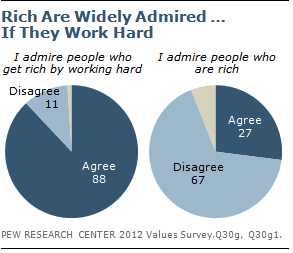 Rich Are Widely Admired ...
If They Work Hard
I admire people who
get rich by working hard
I admire people who
are rich
Disagree
11
Agree
88
Agree
27
Disagree
67
PEW RESEARCH CENTER 2012 Values Survey.Q30g, Q30g1.